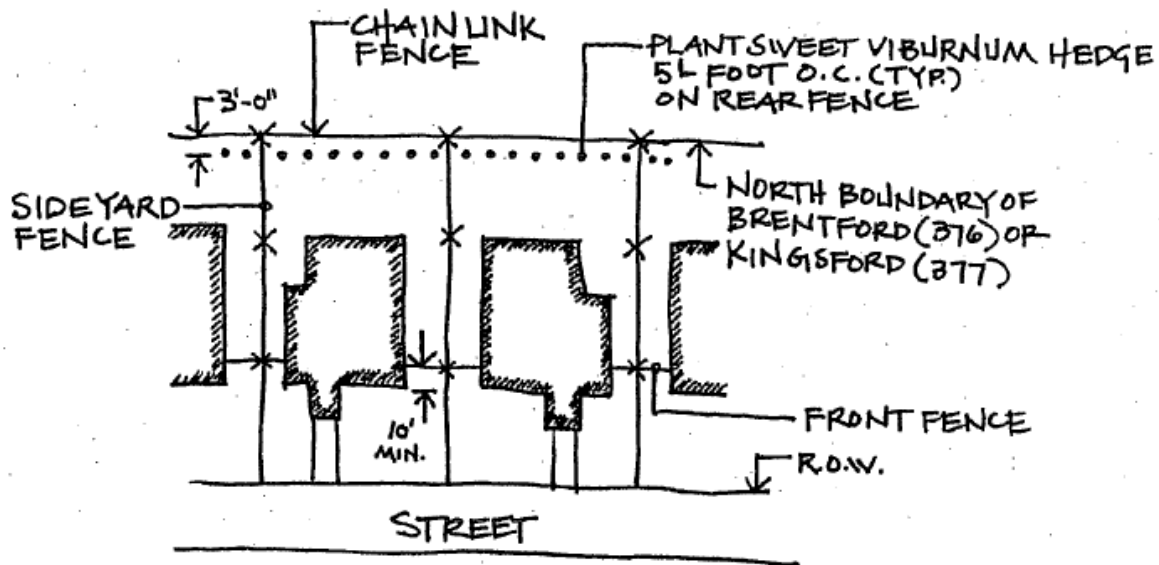 CHAIN LINK
FENCE
PLANT SWEET VIBURNUM HEDGE
5L FOOT O.C. (TYP.)
ON REAR FENCE
3'-0"
SIDEYARD
FENCE
NORTH BOUNDARY OF
BRENTFORD (376) OR
KINGSFORD (377)
10'
MIN.
FRONT FENCE
R.O.W.
STREET